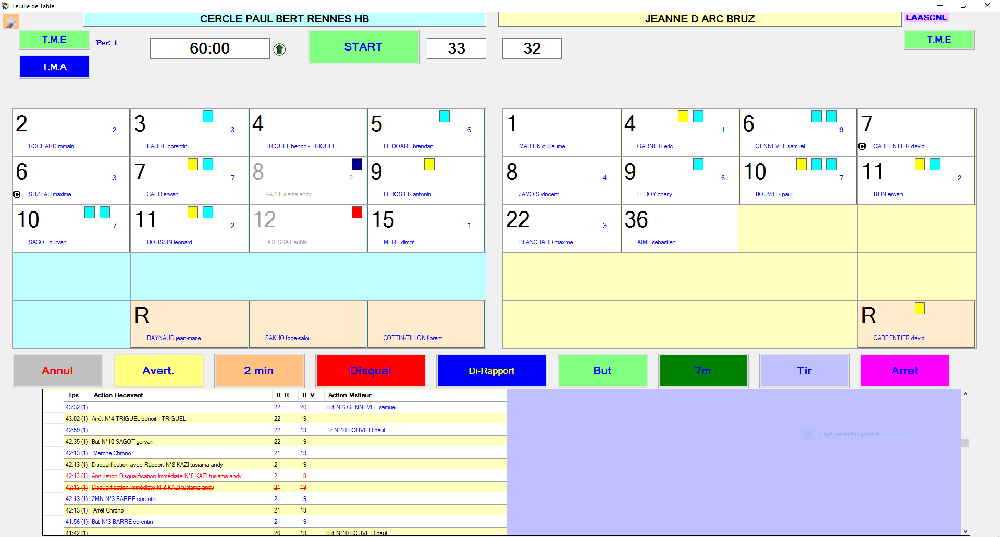 Feuille de Table
CERCLE PAUL BERT RENNES HB
JEANNE D ARC BRUZ
LAASCNL
T.M.E
Per: 1
60:00
START
33
32
T.M.E
T.M.A
2
2
ROCHARD romain
3
3
BARRE corentin
4
TRIGUEL benoit - TRIGUEL
5
6
LE DOARE brendan
1
MARTIN guillaume
4
1
GARNIER eric
6
9
GENNEVEE samuel
7
C
CARPENTIER david
6
3
C
SUZEAU maxime
7
7
CAER erwan
8
2
KAZI tusiama andy
9
LEROSIER antonin
8
4
JAMOIS vincent
9
6
LEROY charly
10
7
BOUVIER paul
11
2
BLIN erwan
10
7
SAGOT gurvan
11
2
HOUSSIN leonard
12
DOUSSAT aubin
15
1
MERE dimitri
22
3
BLANCHARD maxime
36
AIME sebastien
R
RAYNAUD jean-marie
SAKHO fode-salou
COTTIN-TILLON florent
R
CARPENTIER david
Annul
Avert.
2 min
Disqual
Di-Rapport
But
7m
Tir
Arret
Tps Action Recevant B_R B_V Action Visiteur
43:32 (1) 22 20 But N°6 GENNEVEE samuel
43:02 (1) Arrêt N°4 TRIGUEL benoit - TRIGUEL 22 19
42:59 (1) 22 19 Tir N°10 BOUVIER paul
42:35 (1) But N°10 SAGOT gurvan 22 19
42:13 (1) Marche Chrono 21 19
42:13 (1) Disqualification avec Rapport N°8 KAZI tusiama andy 21 19
42:13 (1) Annulation Disqualification Immédiate N°8 KAZI tusiama andy 21 19
42:13 (1) Disqualification Immédiate N°8 KAZI tusiama andy 21 19
42:13 (1) 2MN N°3 BARRE corentin 21 19
42:13 (1) Arrêt Chrono 21 19
41:56 (1) But N°3 BARRE corentin 21 19
41:42 (1) 20 19 But N°10 BOUVIER paul
Capture rectangulaire